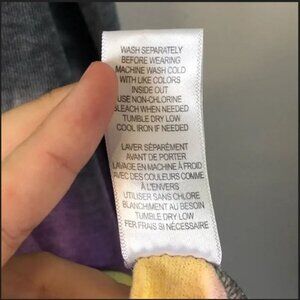 WASH SEPARATELY
BEFORE WEARING
MACHINE WASH COLD
WITH LIKE COLORS
INSIDE OUT
USE NON-CHLORINE
BLEACH WHEN NEEDED
TUMBLE DRY LOW
COOL IRON IF NEEDED
LAVER SÉPARÉMENT
AVANT DE PORTER
LAVAGE EN MACHINE À FROID
AVEC DES COULEURS COMME
À L'ENVERS
UTILISER SANS CHLORE
BLANCHIMENT AU BESOIN
TUMBLE DRY LOW
FER FRAIS SI NÉCESSAIRE